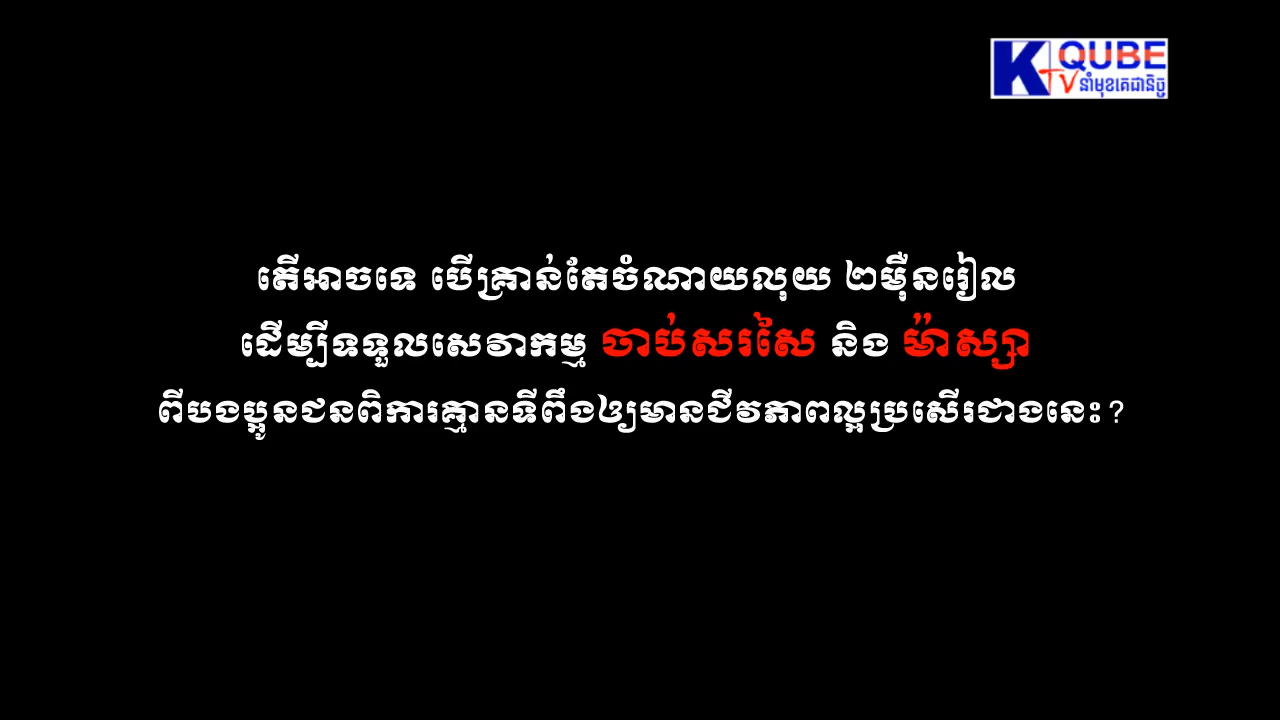 K TV QUBE
នាំមុខគេជានិច្ច
តើអាចទេ បើគ្រាន់តែចំណាយលុយ ២ម៉ឺនរៀល
ដើម្បីទទួលសេវាកម្ម ចាប់សរសៃ និង ម៉ាស្សា
ពីបងប្អូនជនពិការគ្មានទីពឹងឲ្យមានជីវភាពល្អប្រសើរជាងនេះ?